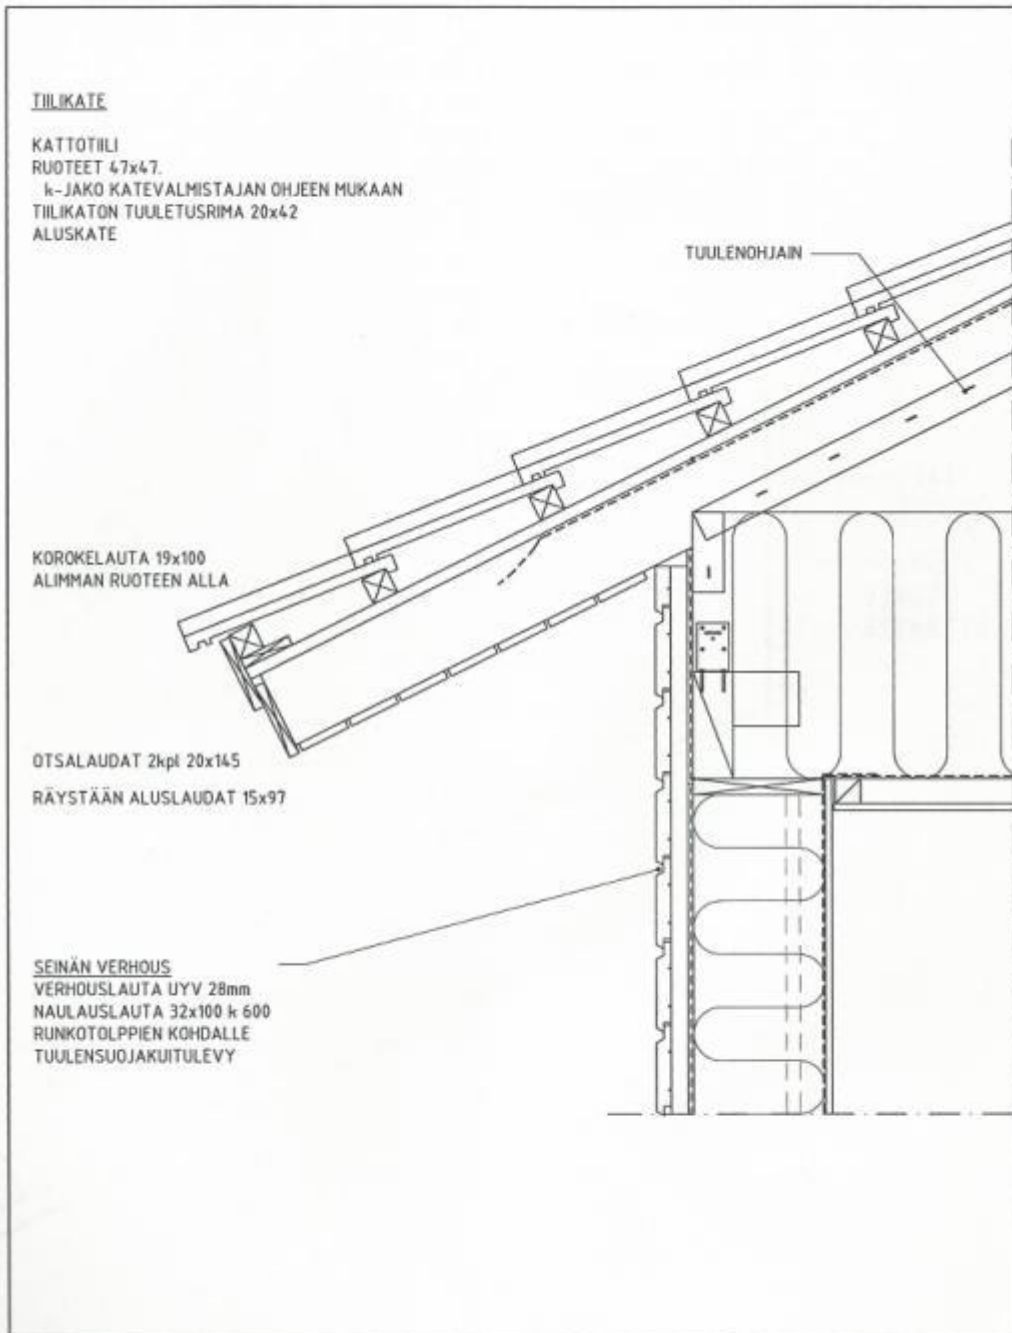 TIILIKATE
KATTOTIILI
RUOTEET 47x47.
k-JAKO KATEVALMISTAJAN OHJEEN MUKAAN
TIILIKATON TUULETUSRIMA 20x42
ALUSKATE
TUULENOHJAIN
KOROKELAUTA 19x100
ALIMMAN RUOTEEN ALLA
OTSALAUDAT 2kpl 20x145
RÄYSTÄÄN ALUSLAUDAT 15x97
SEINÄN VERHOUS
VERHOUSLAUTA UYV 28mm
NAULAUSLAUTA 32x100 k 600
RUNKOTOLPPIEN KOHDALLE
TUULENSUOJAKUITULEVY